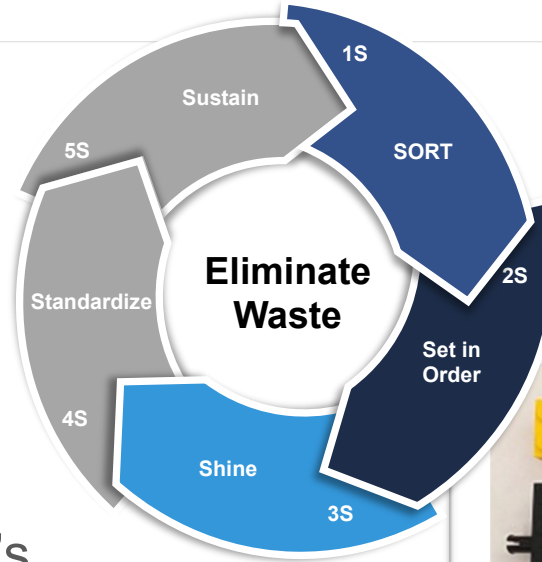 1S
SORT
2S
Set in
Order
3S
Shine
4S
Standardize
5S
Sustain
Eliminate
Waste
's